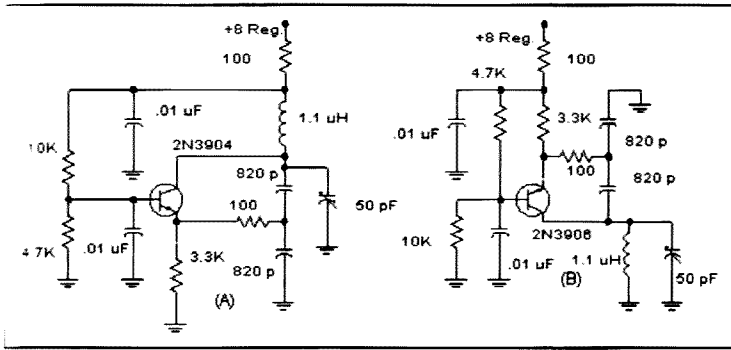 +8 Reg.
100
.01 uF
1.1 uH
10K
2N3904
820 p
100
50 pF
4.7K
.01 uF
3.3K
820 p
(A)
+8 Reg.
4.7K
100
.01 uF
3.3K
820 p
820 p
100
10K
2N3906
.01 uF
1.1 uH
50 pF
(B)